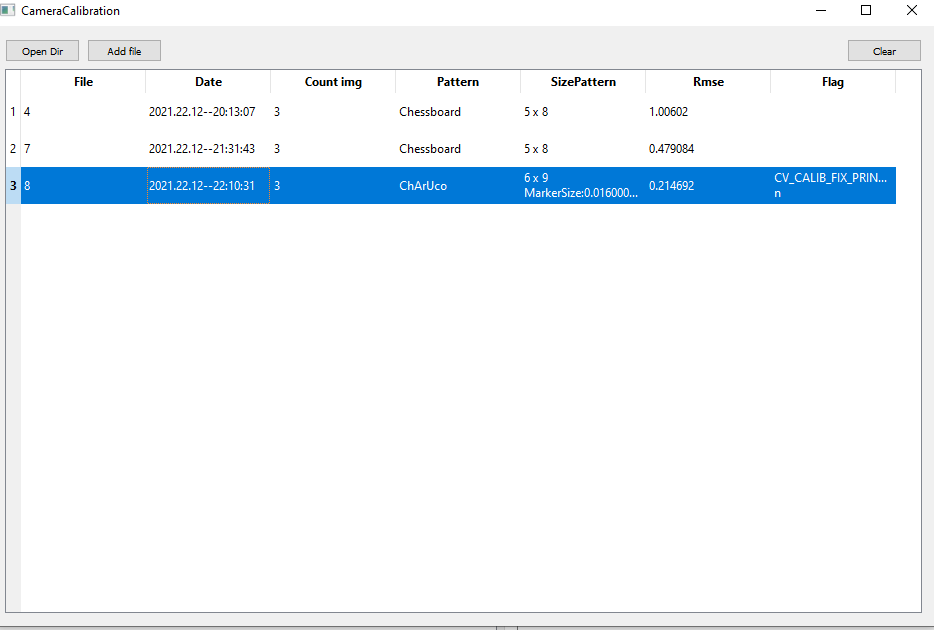 CameraCalibration
Open Dir Add file Clear
File Date Count img Pattern SizePattern Rmse Flag
1 4 2021.22.12--20:13:07 3 Chessboard 5 x 8 1.00602
2 7 2021.22.12--21:31:43 3 Chessboard 5 x 8 0.479084
3 8 2021.22.12--22:10:31 3 ChArUco 6 x 9 0.214692 CV_CALIB_FIX_PRIN...
MarkerSize:0.016000... n